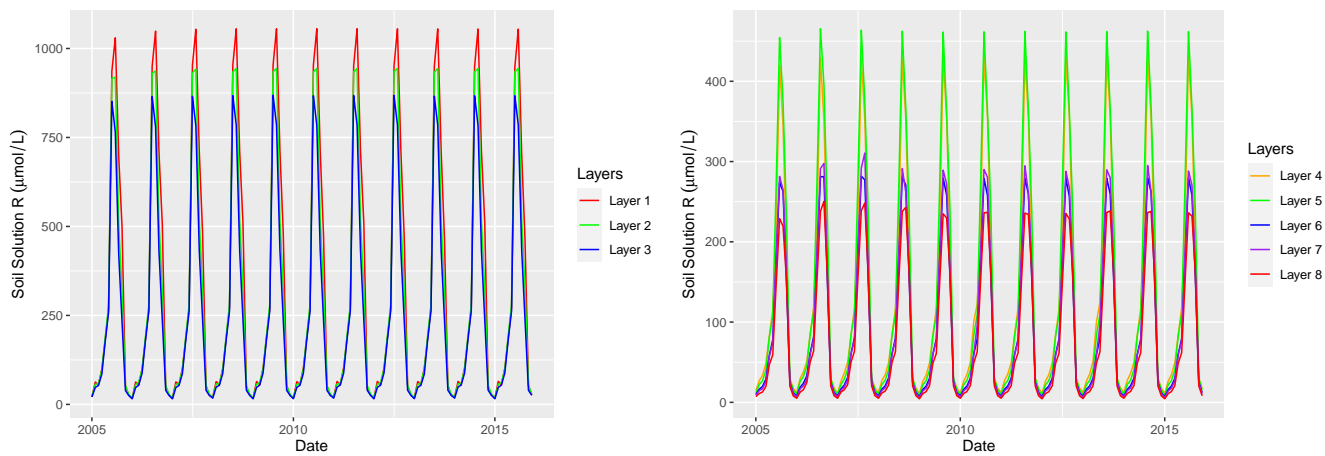 1000
750
500
250
0
Soil Solution R (μmol/L)
2005
2010
2015
Date
Layers
Layer 1
Layer 2
Layer 3
400
300
200
100
0
Soil Solution R (μmol/L)
2005
2010
2015
Date
Layers
Layer 4
Layer 5
Layer 6
Layer 7
Layer 8